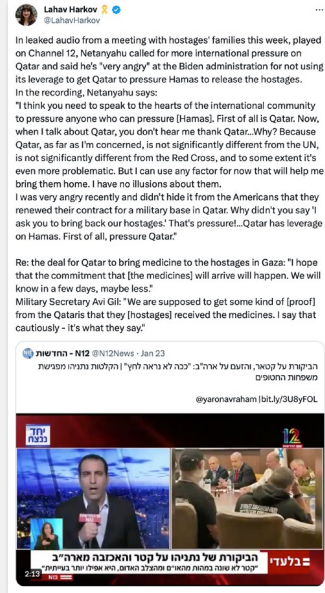 Lahav Harkov
@LahavHarkov
In leaked audio from a meeting with hostages' families this week, played
on Channel 12, Netanyahu called for more international pressure on
Qatar and said he's "very angry" at the Biden administration for not using
its leverage to get Qatar to pressure Hamas to release the hostages.
In the recording, Netanyahu says:
"I think you need to speak to the hearts of the international community
to pressure anyone who can pressure [Hamas]. First of all is Qatar. Now,
when I talk about Qatar, you don't hear me thank Qatar...Why? Because
Qatar, as far as I'm concerned, is not significantly different from the UN,
is not significantly different from the Red Cross, and to some extent it's
even more problematic. But I can use any factor for now that will help me
bring them home. I have no illusions about them.
I was very angry recently and didn't hide it from the Americans that they
renewed their contract for a military base in Qatar. Why didn't you say 'I
ask you to bring back our hostages.' That's pressure!...Qatar has leverage
on Hamas. First of all, pressure Qatar."
Re: the deal for Qatar to bring medicine to the hostages in Gaza: "I hope
that the commitment that [the medicines] will arrive will happen. We will
know in a few days, maybe less."
Military Secretary Avi Gil: "We are supposed to get some kind of [proof]
from the Qataris that they [hostages] received the medicines. I say that
cautiously - it's what they say."
החדשות - N12 @N12News · Jan 23
הביקורת על קטאר, והזעם על ארה"ב: "ככה לא נראה לחץ" | הקלטות נתניהו מפגישת
משפחות החטופים
@yaronavraham |bit.ly/3U8yFOL
יחד
ננצח
12
N12
בלעדי
הביקורת של נתניהו על קטר והאכזבה מארה"ב
"קטר לא שונה במהות מהאו"ם ומהצלב האדום, היא אפילו יותר בעייתית"
2:13
N12